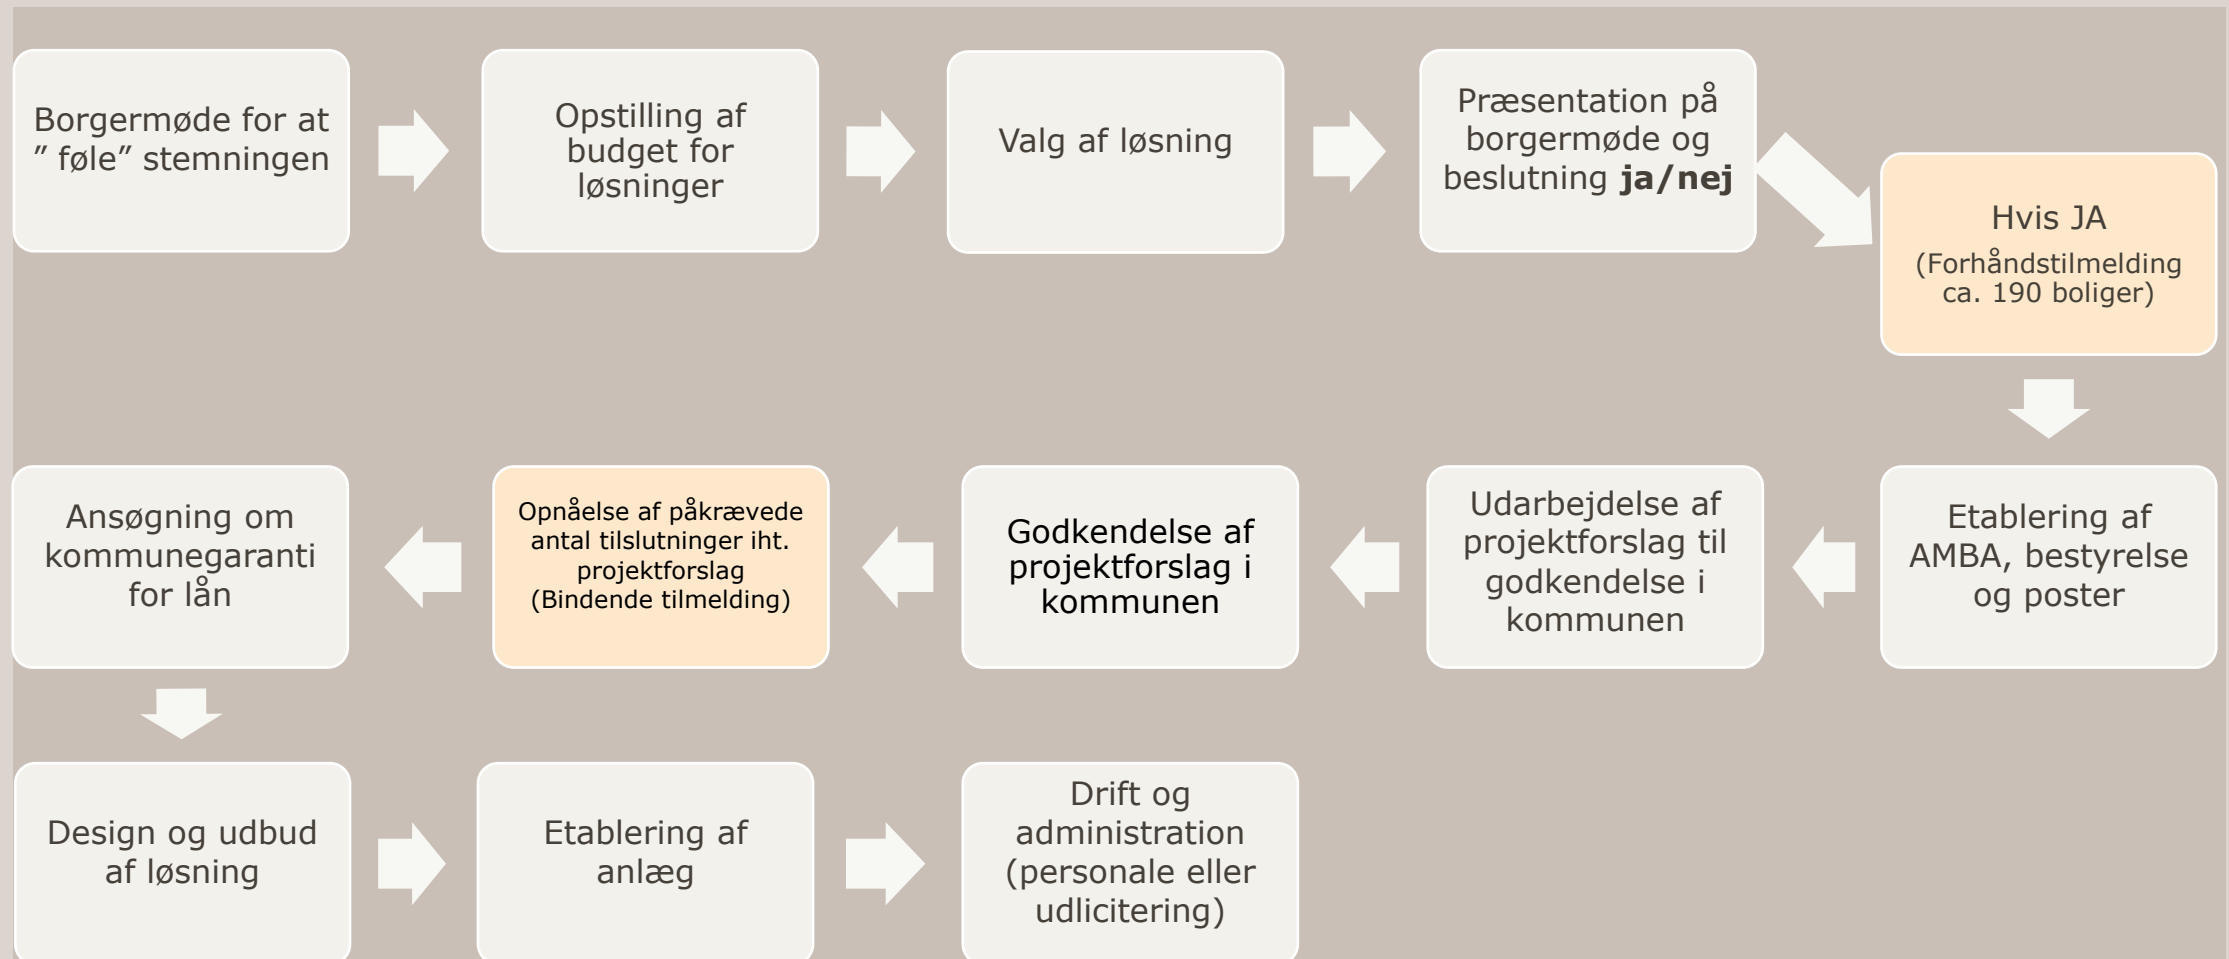 Borgermøde for at
” føle” stemningen
Opstilling af
budget for
løsninger
Valg af løsning
Præsentation på
borgermøde og
beslutning ja/nej
Hvis JA
(Forhåndstilmelding
ca. 190 boliger)
Etablering af
AMBA, bestyrelse
og poster
Udarbejdelse af
projektforslag til
godkendelse i
kommunen
Godkendelse af
projektforslag i
kommunen
Opnåelse af påkrævede
antal tilslutninger iht.
projektforslag
(Bindende tilmelding)
Ansøgning om
kommunegaranti
for lån
Design og udbud
af løsning
Etablering af
anlæg
Drift og
administration
(personale eller
udlicitering)